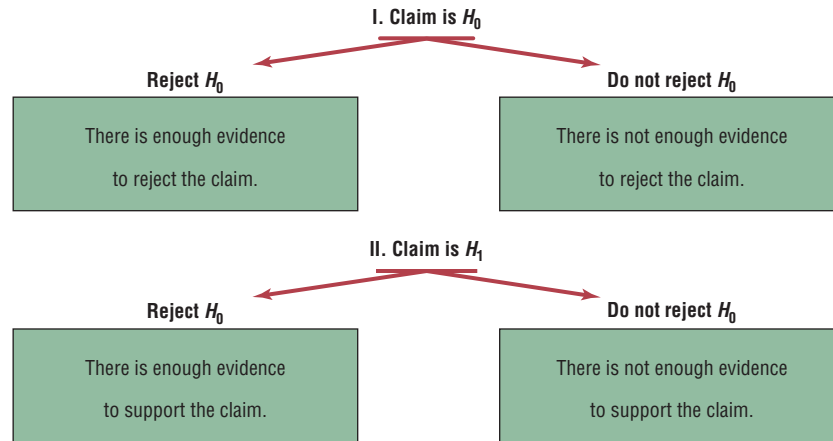 I. Claim is H0
Reject H0
Do not reject H0
There is enough evidence
to reject the claim.
There is not enough evidence
to reject the claim.
II. Claim is H1
Reject H0
Do not reject H0
There is enough evidence
to support the claim.
There is not enough evidence
to support the claim.